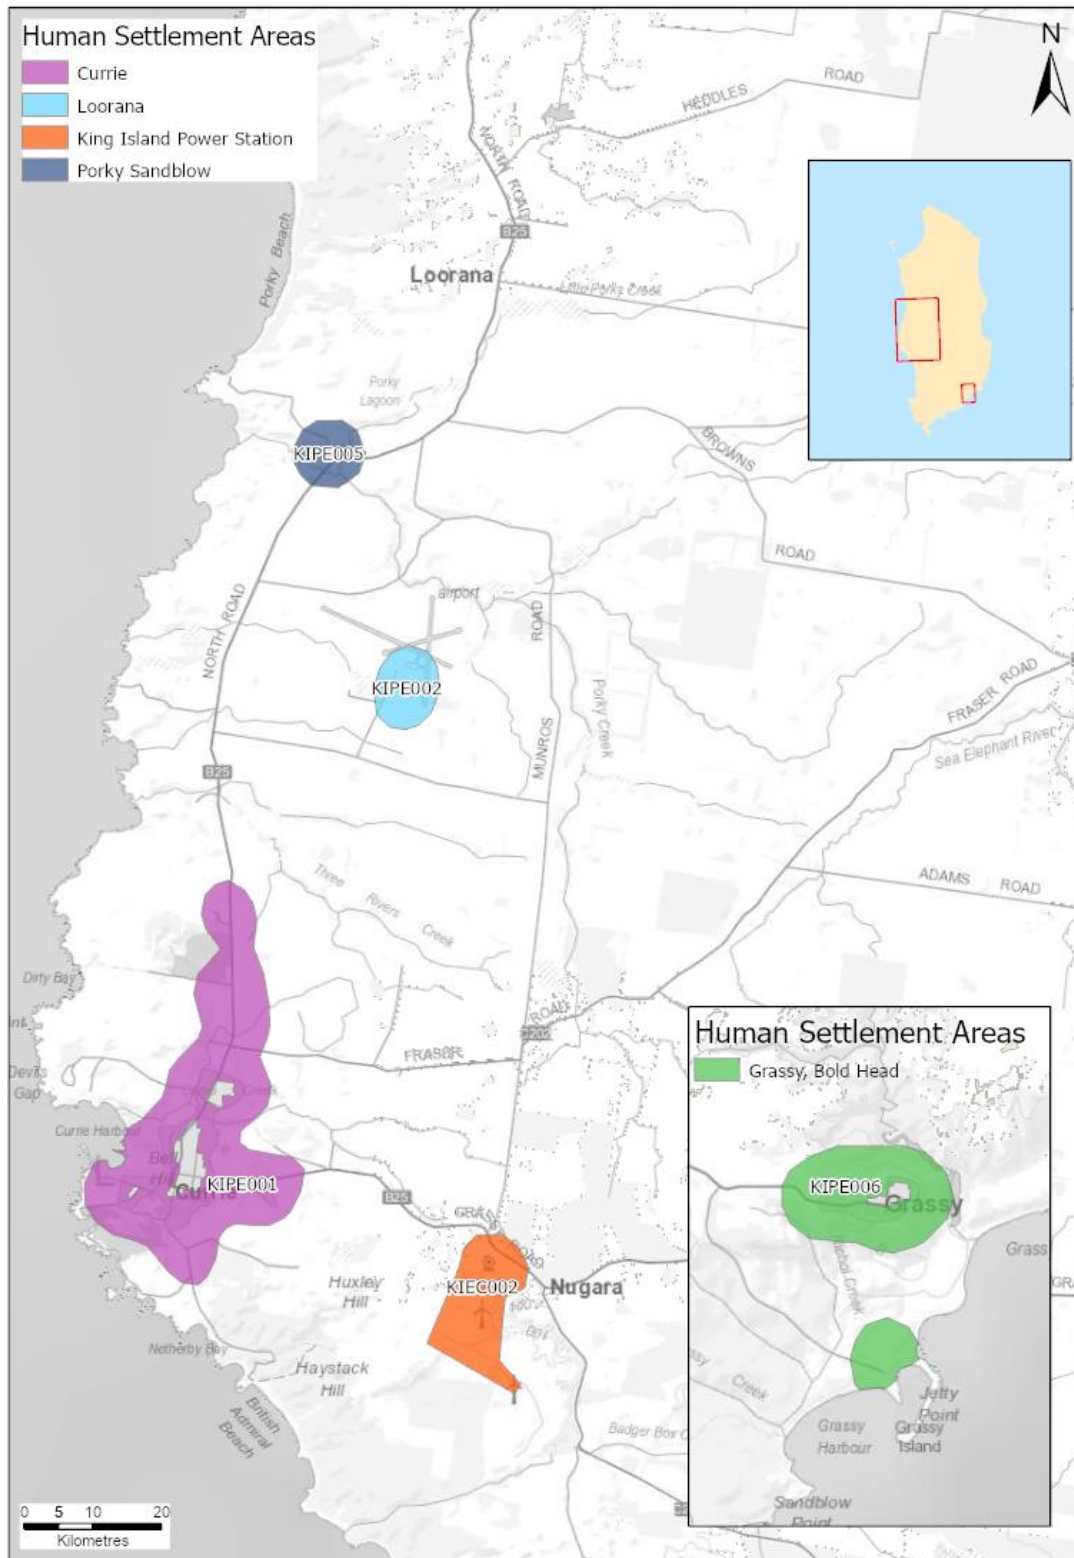 Human Settlement Areas
Currie
Loorana
King Island Power Station
Porky Sandblow
N
HEDDLES
ROAD
NORTH ROAD
B25
Porky Beach
Loorana
Little Porky Creek
Porky
Lagoon
KIPE005
BROWNS
ROAD
airport
NORTH ROAD
ROAD
MUNROS
KIPE002
Porky Creek
FRASER ROAD
Sea Elephant River
B25
ADAMS ROAD
Three
Rivers
Creek
Dirty Bay
Devils
Gap
ROAD
FRASER
Currie Harbour
Currie
KIPE001
B25
ROAD
KIEC002
Nugara
Huxley
Hill
Netherby Bay
Haystack
Hill
British
Admiral
Beach
Badger Box
0 5 10 20
Kilometres
Human Settlement Areas
Grassy, Bold Head
KIPE006
Grassy
Grassy
Creek
Jetty
Point
Grassy
Harbour
Grassy
Island
Sandblow
Point